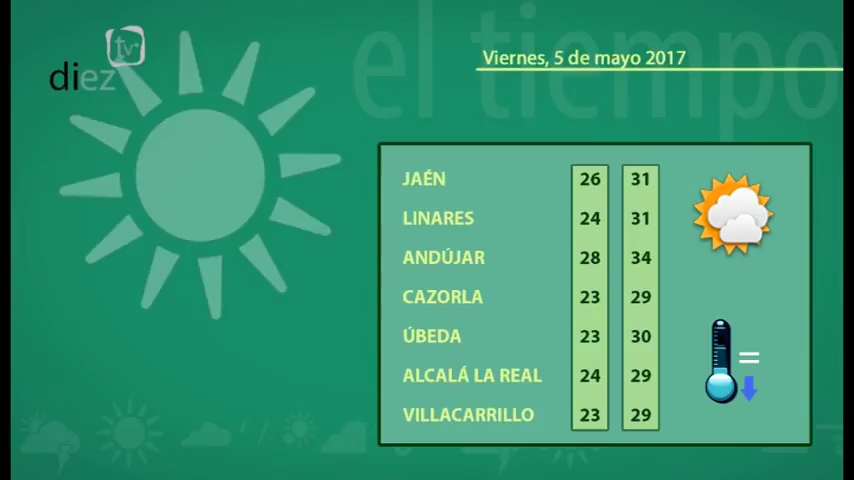 tv+
diez
el tiempo
Viernes, 5 de mayo 2017
JAÉN 26 31
LINARES 24 31
ANDÚJAR 28 34
CAZORLA 23 29
ÚBEDA 23 30
ALCALÁ LA REAL 24 29
VILLACARRILLO 23 29
=